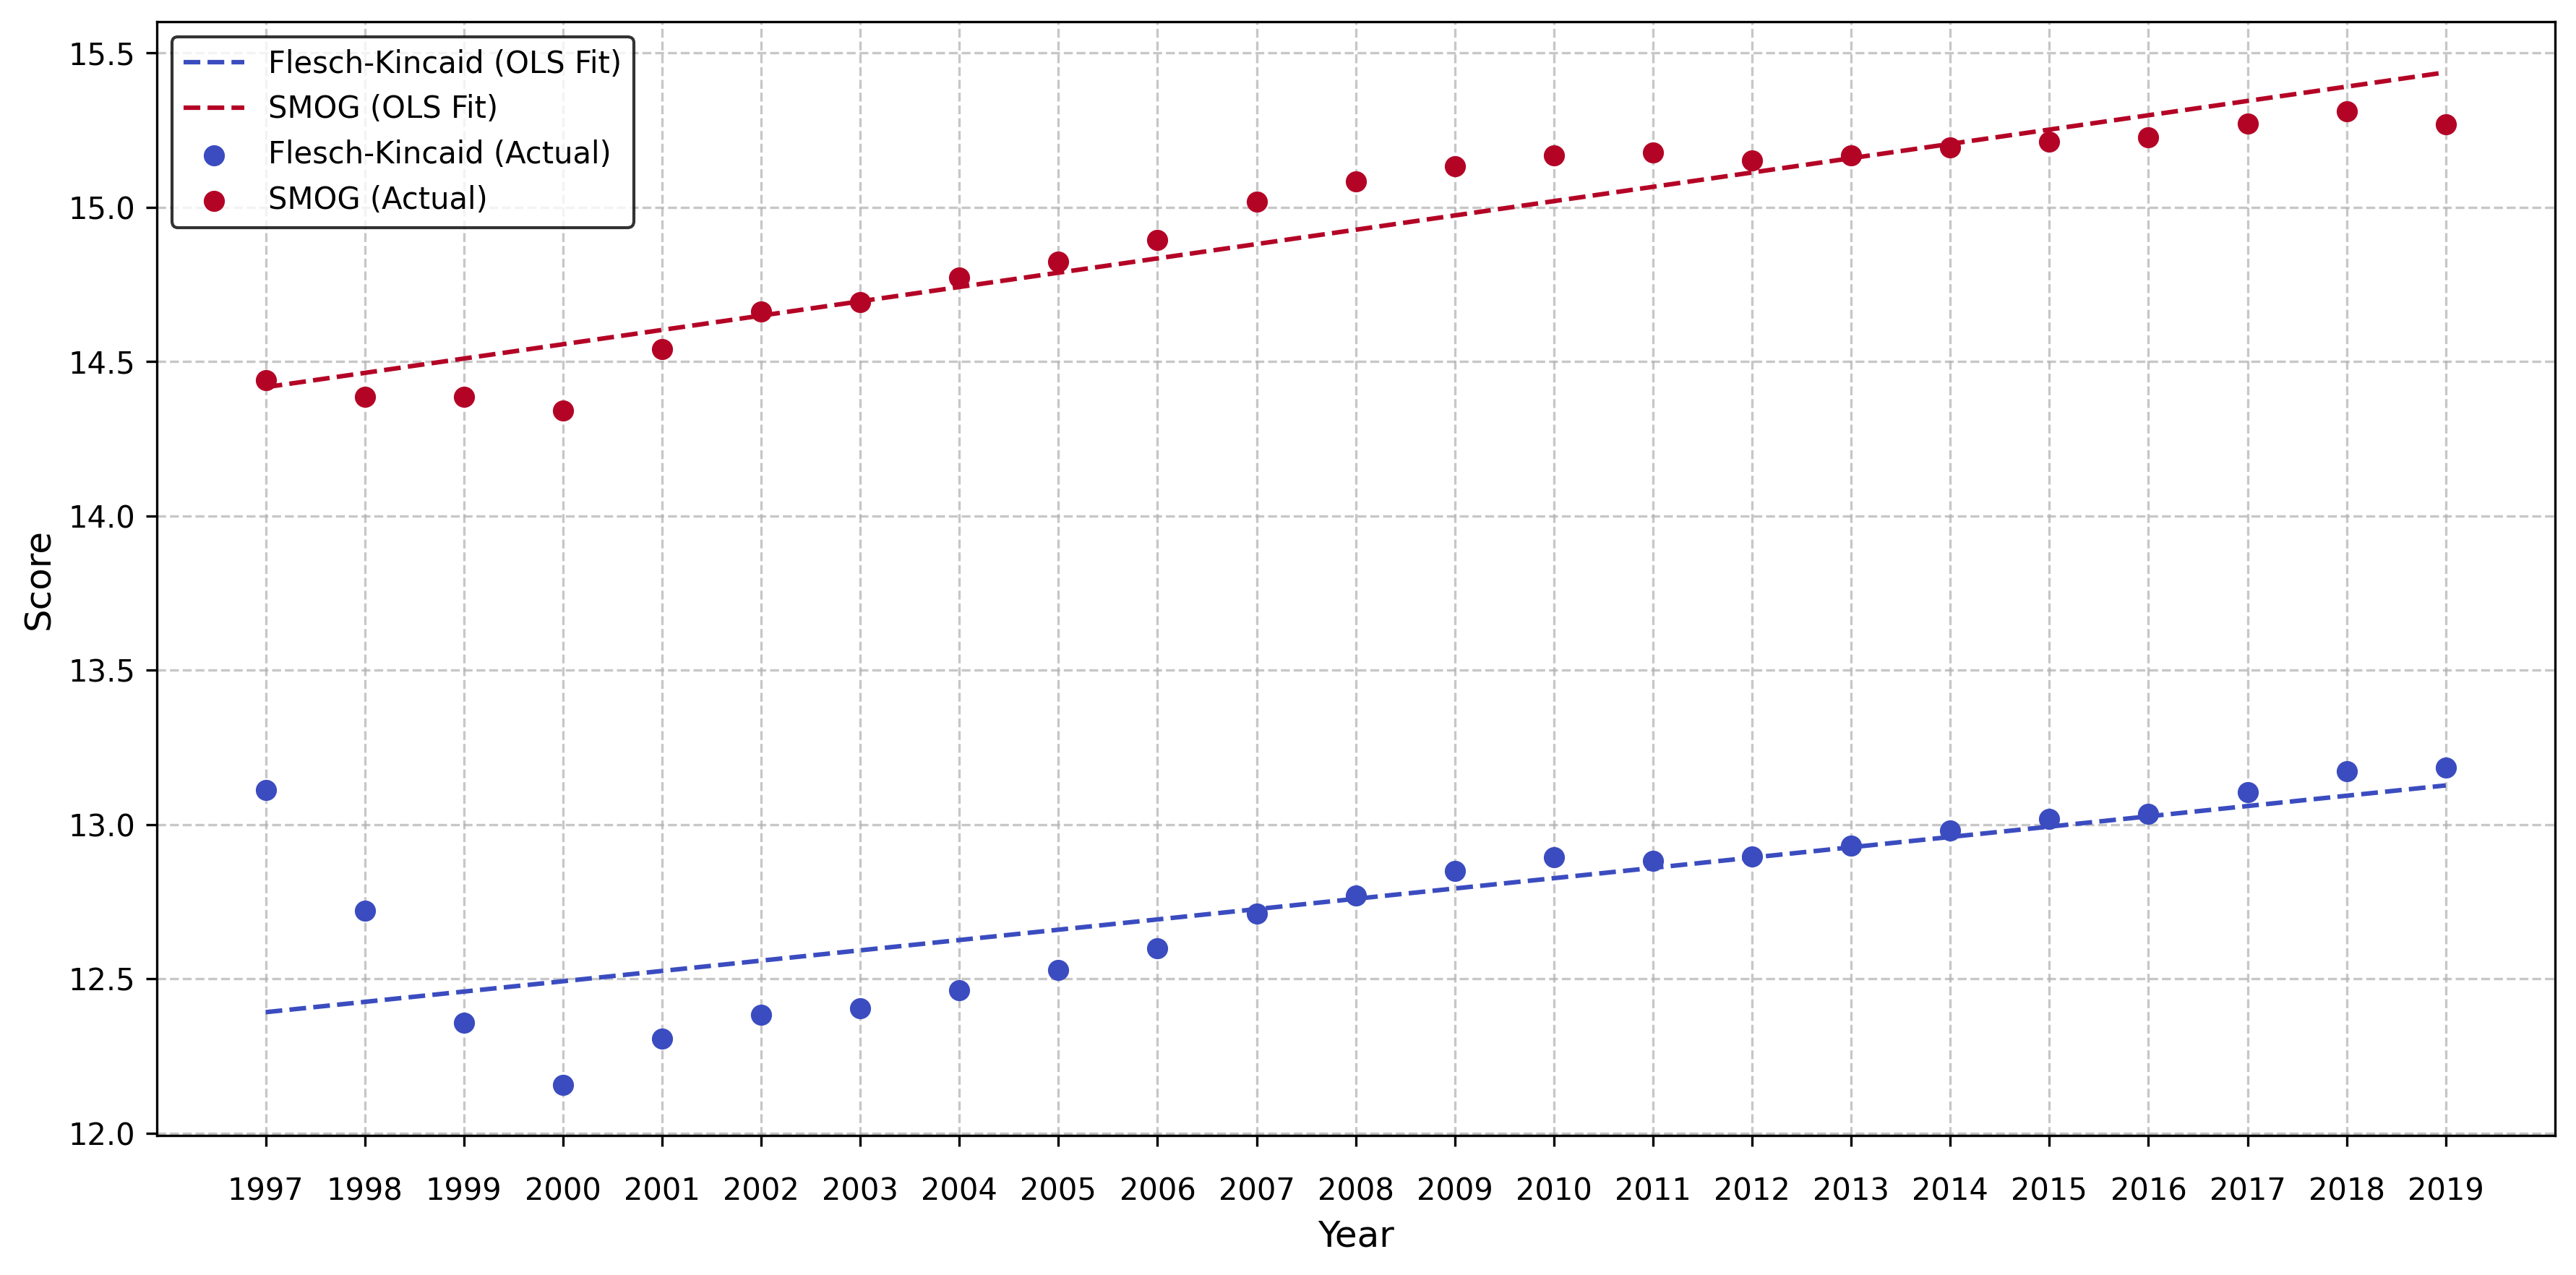 Flesch-Kincaid (OLS Fit)
SMOG (OLS Fit)
Flesch-Kincaid (Actual)
SMOG (Actual)
Score
15.5
15.0
14.5
14.0
13.5
13.0
12.5
12.0
1997 1998 1999 2000 2001 2002 2003 2004 2005 2006 2007 2008 2009 2010 2011 2012 2013 2014 2015 2016 2017 2018 2019
Year